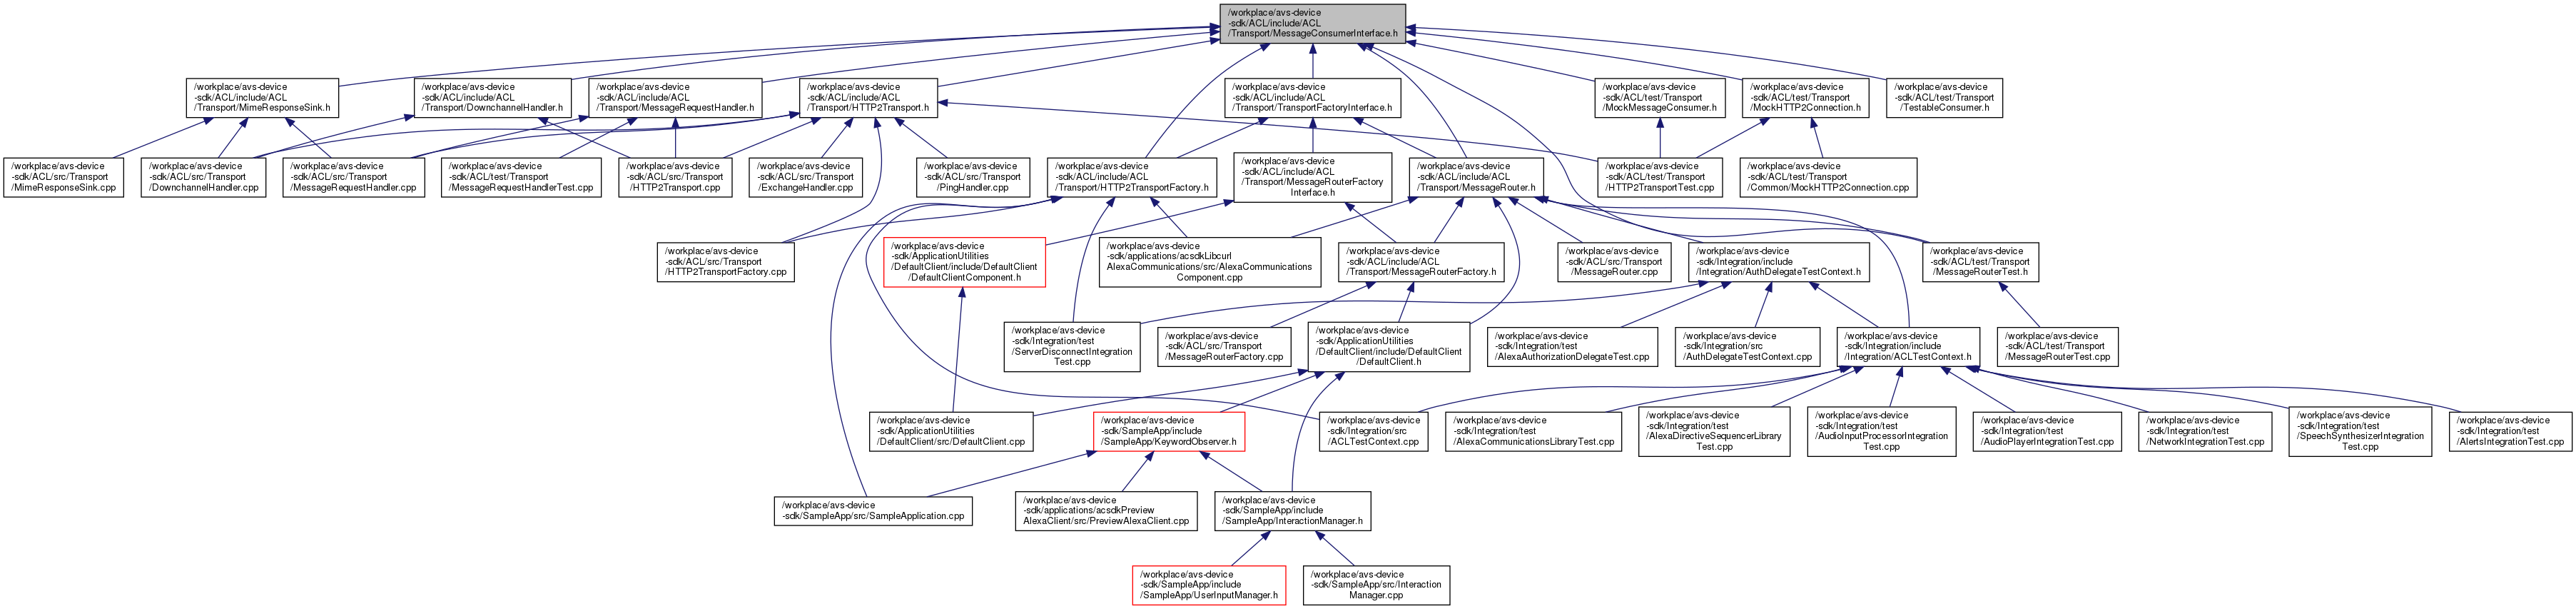 /workplace/avs-device
-sdk/ACL/include/ACL
/Transport/MessageConsumerInterface.h
/workplace/avs-device
-sdk/ACL/include/ACL
/Transport/MimeResponseSink.h
/workplace/avs-device
-sdk/ACL/include/ACL
/Transport/DownchannelHandler.h
/workplace/avs-device
-sdk/ACL/include/ACL
/Transport/MessageRequestHandler.h
/workplace/avs-device
-sdk/ACL/include/ACL
/Transport/HTTP2Transport.h
/workplace/avs-device
-sdk/ACL/include/ACL
/Transport/TransportFactoryInterface.h
/workplace/avs-device
-sdk/ACL/test/Transport
/MockMessageConsumer.h
/workplace/avs-device
-sdk/ACL/test/Transport
/MockHTTP2Connection.h
/workplace/avs-device
-sdk/ACL/test/Transport
/TestableConsumer.h
/workplace/avs-device
-sdk/ACL/src/Transport
/MimeResponseSink.cpp
/workplace/avs-device
-sdk/ACL/src/Transport
/DownchannelHandler.cpp
/workplace/avs-device
-sdk/ACL/src/Transport
/MessageRequestHandler.cpp
/workplace/avs-device
-sdk/ACL/test/Transport
/MessageRequestHandlerTest.cpp
/workplace/avs-device
-sdk/ACL/src/Transport
/HTTP2Transport.cpp
/workplace/avs-device
-sdk/ACL/src/Transport
/ExchangeHandler.cpp
/workplace/avs-device
-sdk/ACL/src/Transport
/PingHandler.cpp
/workplace/avs-device
-sdk/ACL/include/ACL
/Transport/HTTP2TransportFactory.h
/workplace/avs-device
-sdk/ACL/include/ACL
/Transport/MessageRouterFactory
Interface.h
/workplace/avs-device
-sdk/ACL/include/ACL
/Transport/MessageRouter.h
/workplace/avs-device
-sdk/ACL/test/Transport
/HTTP2TransportTest.cpp
/workplace/avs-device
-sdk/ACL/test/Transport
/Common/MockHTTP2Connection.cpp
/workplace/avs-device
-sdk/ACL/src/Transport
/HTTP2TransportFactory.cpp
/workplace/avs-device
-sdk/ApplicationUtilities
/DefaultClient/include/DefaultClient
/DefaultClientComponent.h
/workplace/avs-device
-sdk/applications/acsdkLibcurl
AlexaCommunications/src/AlexaCommunications
Component.cpp
/workplace/avs-device
-sdk/ACL/include/ACL
/Transport/MessageRouterFactory.h
/workplace/avs-device
-sdk/ACL/src/Transport
/MessageRouter.cpp
/workplace/avs-device
-sdk/Integration/include
/Integration/AuthDelegateTestContext.h
/workplace/avs-device
-sdk/ACL/test/Transport
/MessageRouterTest.h
/workplace/avs-device
-sdk/Integration/test
/ServerDisconnectIntegration
Test.cpp
/workplace/avs-device
-sdk/ACL/src/Transport
/MessageRouterFactory.cpp
/workplace/avs-device
-sdk/ApplicationUtilities
/DefaultClient/include/DefaultClient
/DefaultClient.h
/workplace/avs-device
-sdk/Integration/test
/AlexaAuthorizationDelegateTest.cpp
/workplace/avs-device
-sdk/Integration/src
/AuthDelegateTestContext.cpp
/workplace/avs-device
-sdk/Integration/include
/Integration/ACLTestContext.h
/workplace/avs-device
-sdk/ACL/test/Transport
/MessageRouterTest.cpp
/workplace/avs-device
-sdk/ApplicationUtilities
/DefaultClient/src/DefaultClient.cpp
/workplace/avs-device
-sdk/SampleApp/include
/SampleApp/KeywordObserver.h
/workplace/avs-device
-sdk/Integration/src
/ACLTestContext.cpp
/workplace/avs-device
-sdk/Integration/test
/AlexaCommunicationsLibraryTest.cpp
/workplace/avs-device
-sdk/Integration/test
/AlexaDirectiveSequencerLibrary
Test.cpp
/workplace/avs-device
-sdk/Integration/test
/AudioInputProcessorIntegration
Test.cpp
/workplace/avs-device
-sdk/Integration/test
/AudioPlayerIntegrationTest.cpp
/workplace/avs-device
-sdk/Integration/test
/NetworkIntegrationTest.cpp
/workplace/avs-device
-sdk/Integration/test
/SpeechSynthesizerIntegration
Test.cpp
/workplace/avs-device
-sdk/Integration/test
/AlertsIntegrationTest.cpp
/workplace/avs-device
-sdk/SampleApp/src/SampleApplication.cpp
/workplace/avs-device
-sdk/applications/acsdkPreview
AlexaClient/src/PreviewAlexaClient.cpp
/workplace/avs-device
-sdk/SampleApp/include
/SampleApp/InteractionManager.h
/workplace/avs-device
-sdk/SampleApp/include
/SampleApp/UserInputManager.h
/workplace/avs-device
-sdk/SampleApp/src/Interaction
Manager.cpp